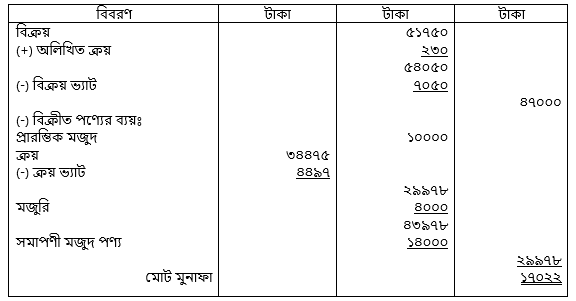 বিবরণ টাকা টাকা টাকা
বিক্রয় ৫১৭৫০
(+) অলিখিত ক্রয় ২৩০
৫৪০৫০
(-) বিক্রয় ভ্যাট ৭০৫০
৪৭০০০
(-) বিক্রীত পণ্যের ব্যয়ঃ
প্রারম্ভিক মজুদ ১০০০০
ক্রয় ৩৪৪৭৫
(-) ক্রয় ভ্যাট ৪৪৯৭
২৯৯৭৮
মজুরি ৪০০০
৪৩৯৭৮
সমাপণী মজুদ পণ্য ১৪০০০
২৯৯৭৮
মোট মুনাফা ১৭০২২